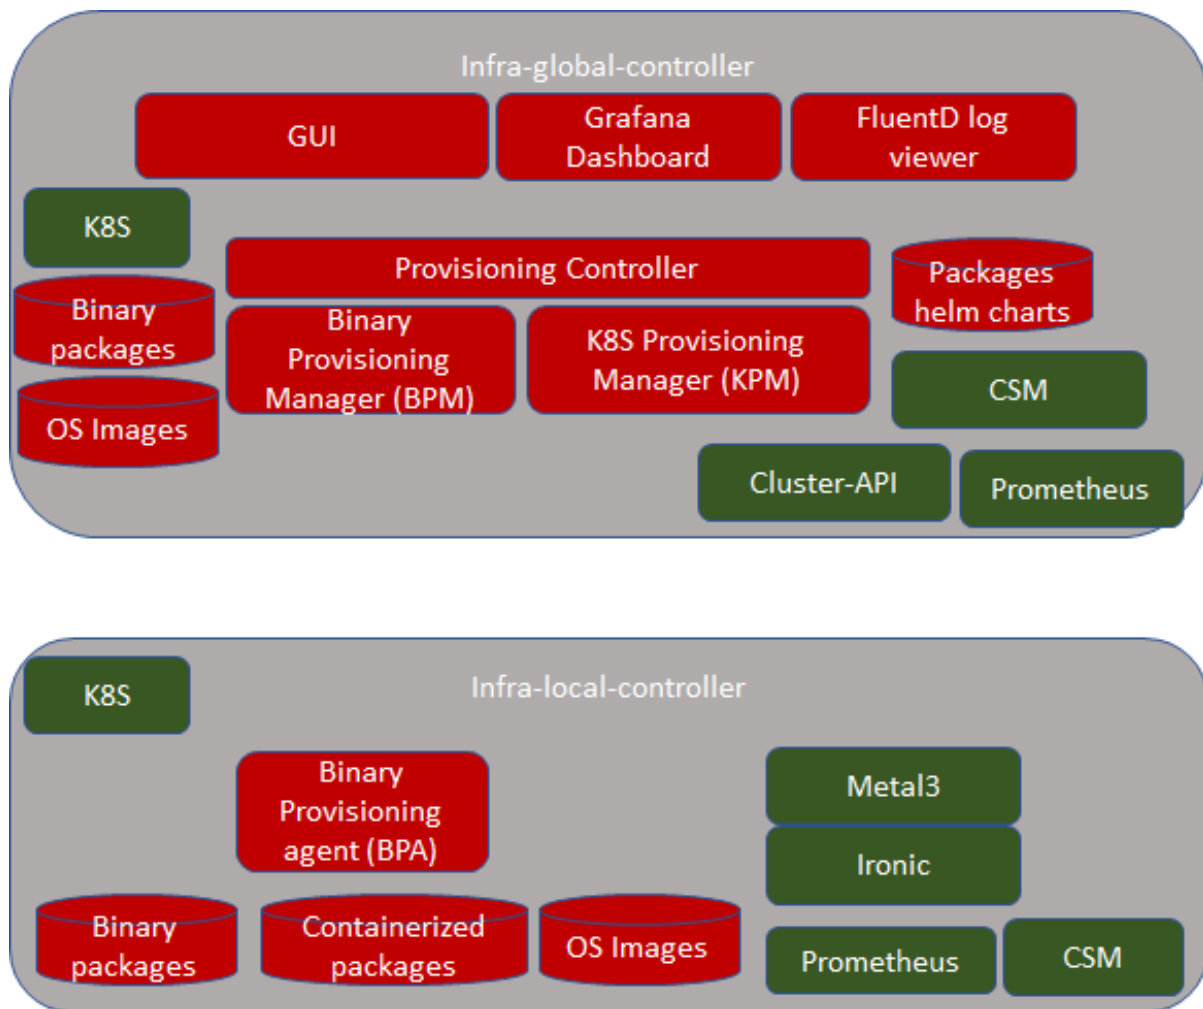 Infra-global-controller
GUI
Grafana
Dashboard
FluentD log
viewer
K8S
Provisioning Controller
Packages
helm charts
Binary
packages
Binary
Provisioning
Manager (BPM)
K8S Provisioning
Manager (KPM)
CSM
OS Images
Cluster-API
Prometheus
K8S
Infra-local-controller
Binary
Provisioning
agent (BPA)
Metal3
Ironic
Binary
packages
Containerized
packages
OS Images
Prometheus
CSM